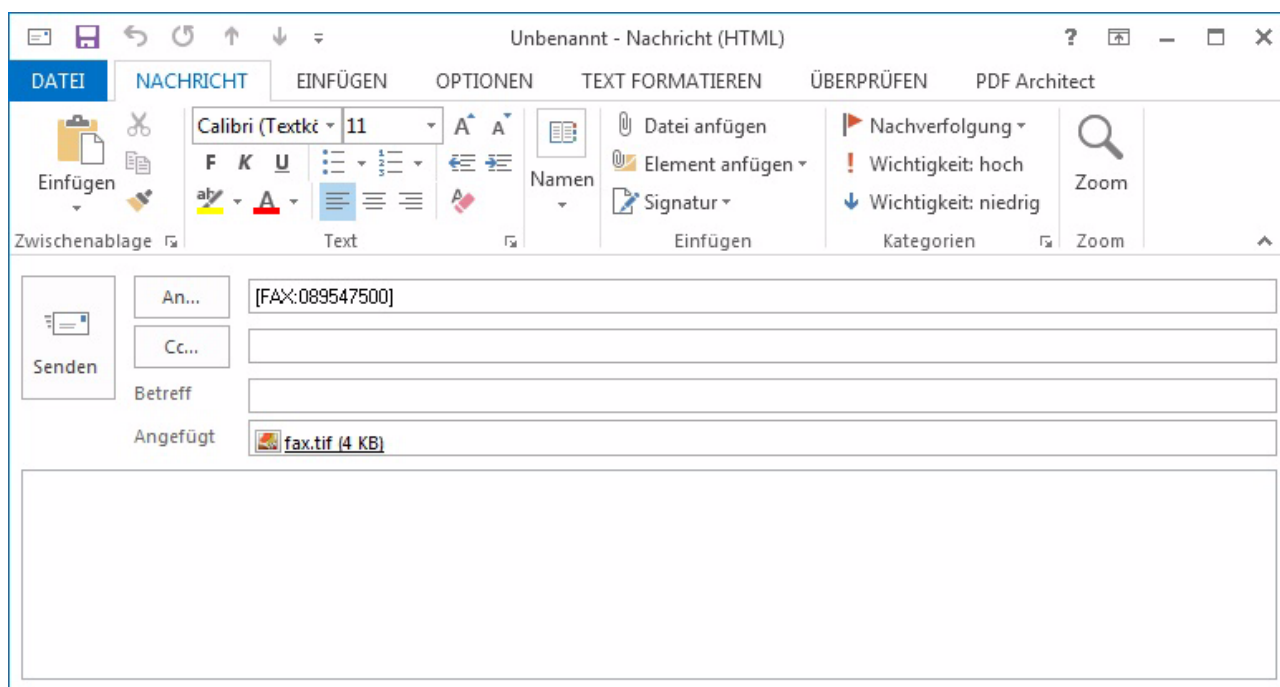 Unbenannt - Nachricht (HTML) ?
DATEI NACHRICHT EINFÜGEN OPTIONEN TEXT FORMATIEREN ÜBERPRÜFEN PDF Architect
Einfügen
Zwischenablage
Calibri (Textkö 11 A A
F K U
aby A
Text
Namen
Datei anfügen
Element anfügen
Signatur
Einfügen
Nachverfolgung
! Wichtigkeit: hoch
Wichtigkeit: niedrig
Kategorien
Zoom
Zoom
Senden
An... [FAX:089547500]
Cc...
Betreff
Angefügt fax.tif (4 KB)